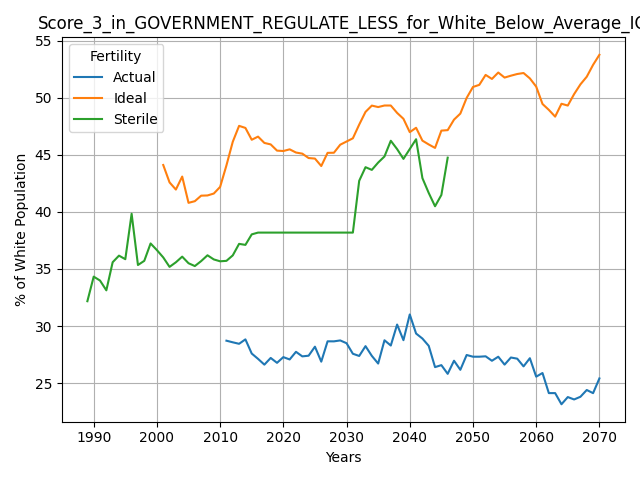 Score_3_in_GOVERNMENT_REGULATE_LESS_for_White_Below_Average_IC
Fertility
Actual
Ideal
Sterile
% of White Population
55
50
45
40
35
30
25
1990 2000 2010 2020 2030 2040 2050 2060 2070
Years